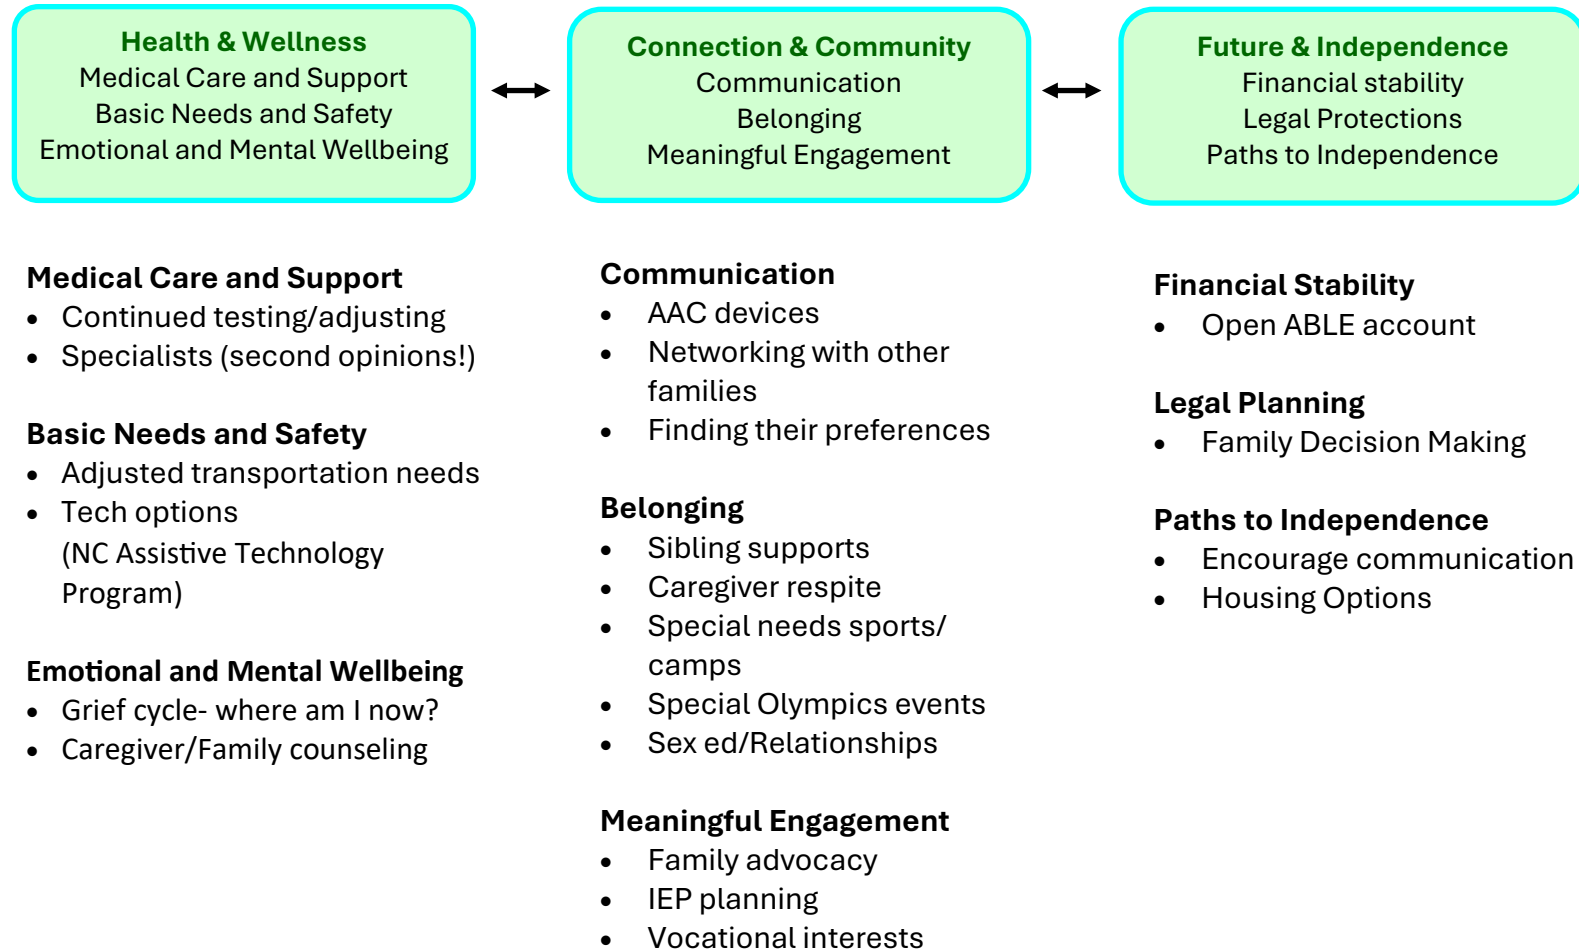 Health & Wellness
Medical Care and Support
Basic Needs and Safety
Emotional and Mental Wellbeing
Connection & Community
Communication
Belonging
Meaningful Engagement
Future & Independence
Financial stability
Legal Protections
Paths to Independence
Medical Care and Support
• Continued testing/adjusting
• Specialists (second opinions!)
Basic Needs and Safety
• Adjusted transportation needs
• Tech options
(NC Assistive Technology
Program)
Emotional and Mental Wellbeing
• Grief cycle- where am I now?
• Caregiver/Family counseling
Communication
• AAC devices
• Networking with other
families
• Finding their preferences
Belonging
• Sibling supports
• Caregiver respite
• Special needs sports/
camps
• Special Olympics events
• Sex ed/Relationships
Meaningful Engagement
• Family advocacy
• IEP planning
• Vocational interests
Financial Stability
• Open ABLE account
Legal Planning
• Family Decision Making
Paths to Independence
• Encourage communication
• Housing Options